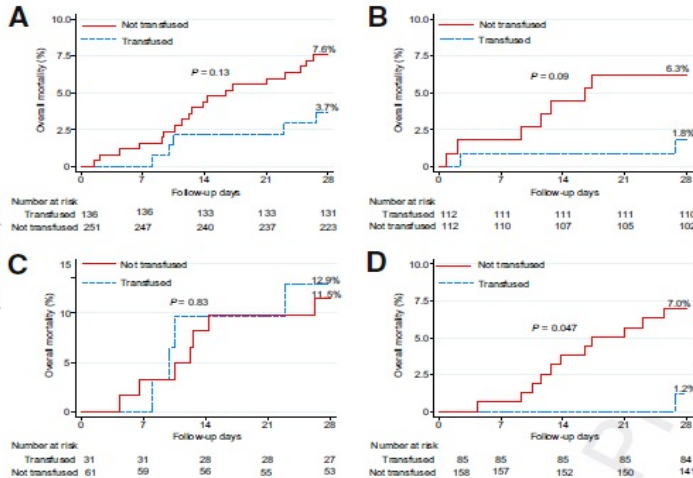 A
10.0
7.5
5.0
2.5
0
Overall mortality (%)
Not transfused
Transfused
P = 0.13
7.6%
3.7%
0 7 14 21 28
Follow-up days
Number at risk
Transfused 136 136 133 133 131
Not transfused 251 247 240 237 223
B
10.0
7.5
5.0
2.5
0
Overall mortality (%)
Not transfused
Transfused
P = 0.09
6.3%
1.8%
0 7 14 21 28
Follow-up days
Number at risk
Transfused 112 111 111 111 110
Not transfused 112 110 107 105 102
C
15
10
5
0
Overall mortality (%)
Not transfused
Transfused
P = 0.83
12.9%
11.5%
0 7 14 21 28
Follow-up days
Number at risk
Transfused 31 31 28 28 27
Not transfused 61 59 56 55 53
D
10.0
7.5
5.0
2.5
0
Overall mortality (%)
Not transfused
Transfused
P = 0.047
7.0%
1.2%
0 7 14 21 28
Follow-up days
Number at risk
Transfused 85 85 85 85 84
Not transfused 158 157 152 150 141